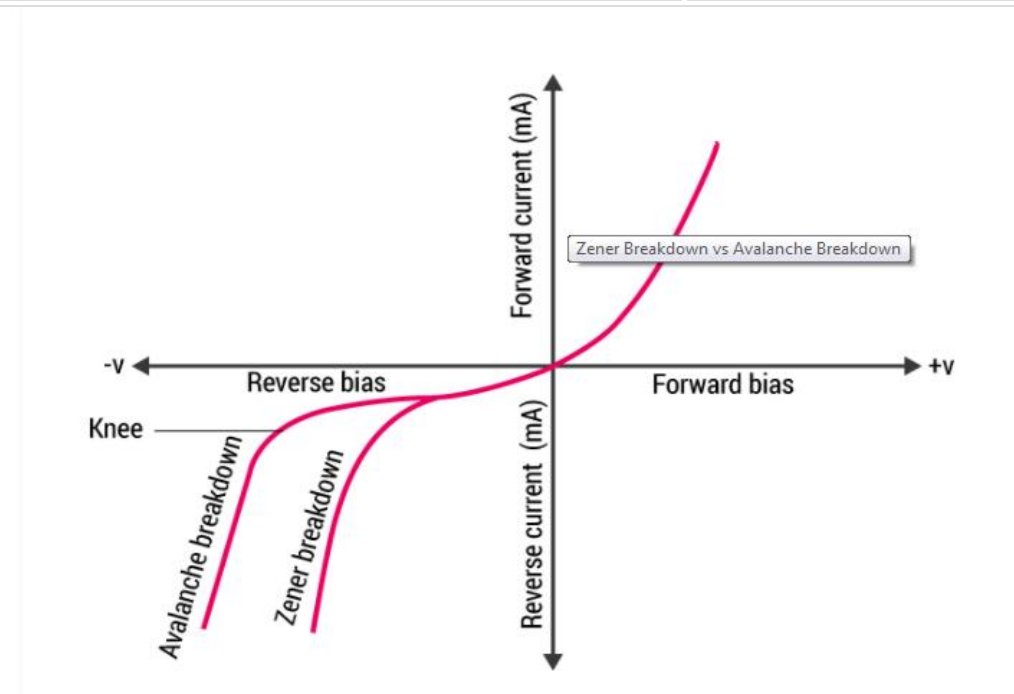 Forward current (mA)
Zener Breakdown vs Avalanche Breakdown
-v
+v
Reverse bias
Forward bias
Knee
Avalanche breakdown
Zener breakdown
Reverse current (mA)